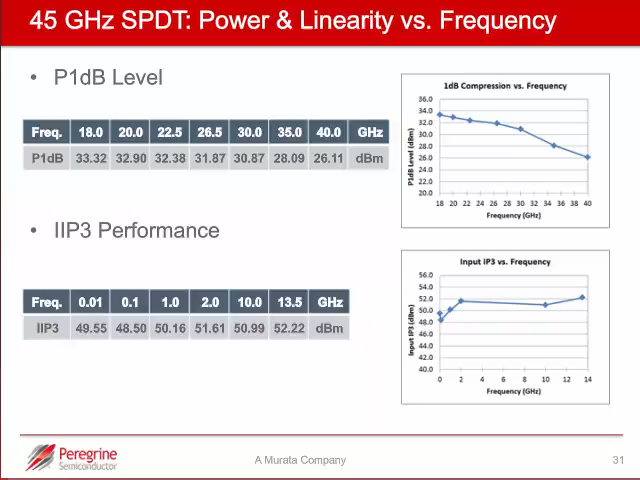 45 GHz SPDT: Power & Linearity vs. Frequency
• P1dB Level
Freq. 18.0 20.0 22.5 26.5 30.0 35.0 40.0 GHz
P1dB 33.32 32.90 32.38 31.87 30.87 28.09 26.11 dBm
1dB Compression vs. Frequency
P1dB Level (dBm)
36.0
34.0
32.0
30.0
28.0
26.0
24.0
22.0
20.0
18 20 22 24 26 28 30 32 34 36 38 40
Frequency (GHz)
• IIP3 Performance
Freq. 0.01 0.1 1.0 2.0 10.0 13.5 GHz
IIP3 49.55 48.50 50.16 51.61 50.99 52.22 dBm
Input iP3 vs. Frequency
Input IP3 (dBm)
56.0
54.0
52.0
50.0
48.0
46.0
44.0
42.0
40.0
0 2 4 6 8 10 12 14
Frequency (GHz)
Peregrine
Semiconductor
A Murata Company
31